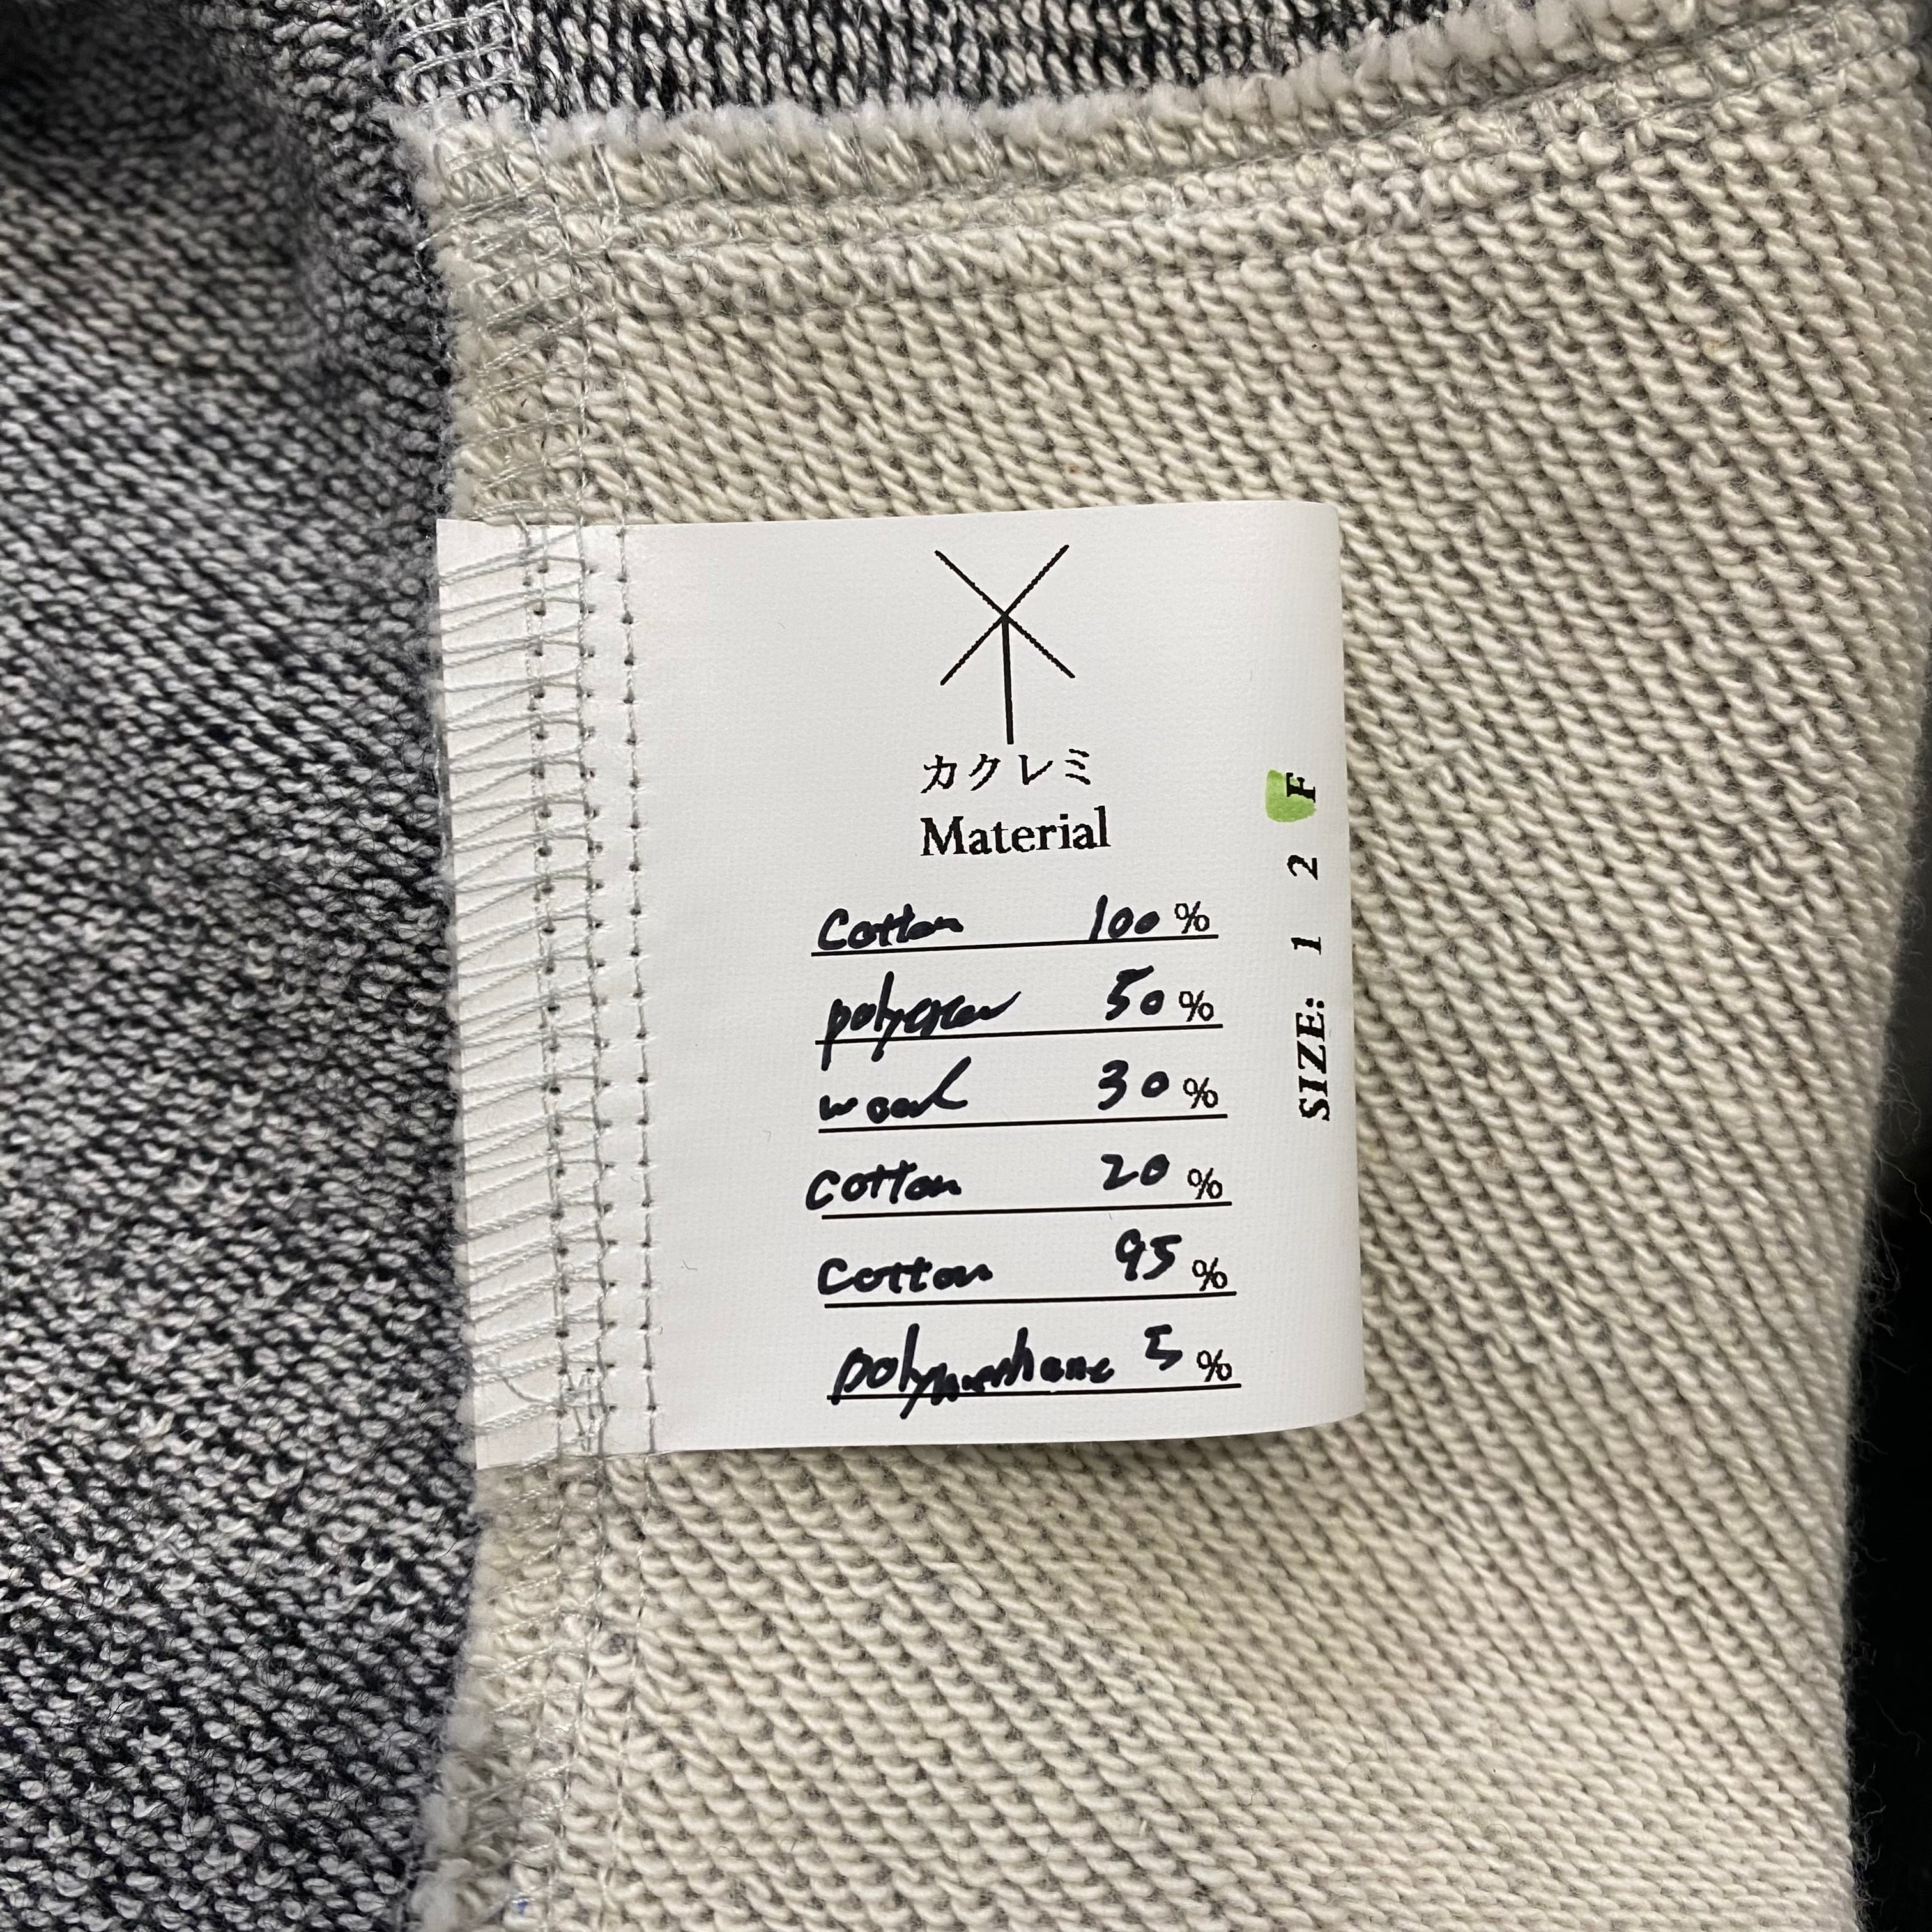 カクレミ
Material
Cotton 100 %
50 %
wool 30 %
cotton 20 %
cotton 95 %
polyurethane 5 %
SIZE: 1 2 F